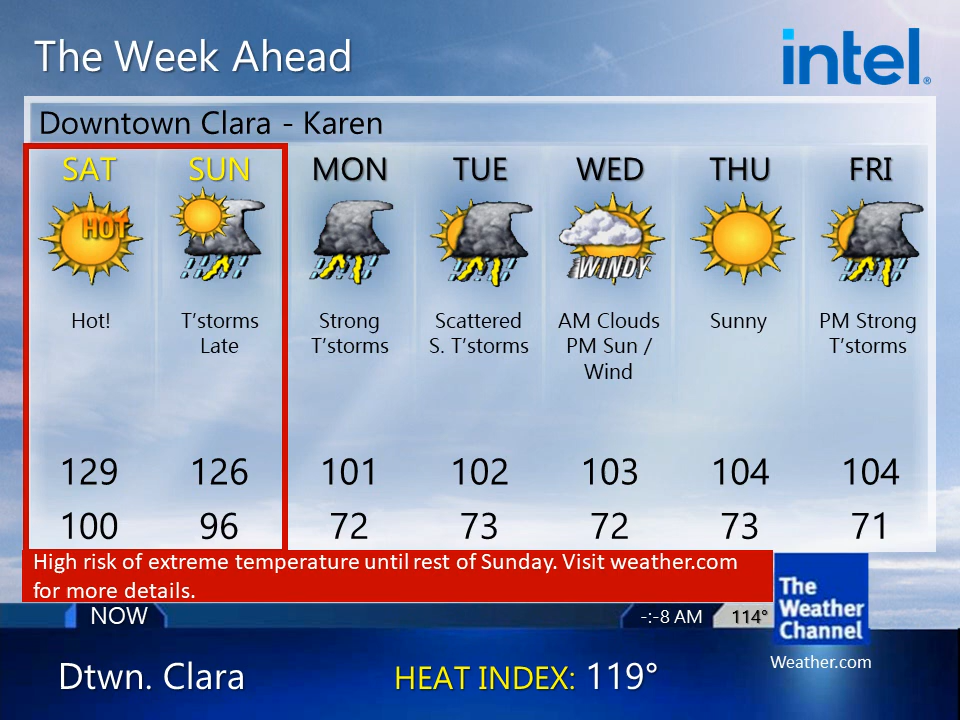 The Week Ahead
intel®
Downtown Clara - Karen
SAT SUN MON TUE WED THU FRI
HOT WINDY
Hot! T'storms Strong Scattered AM Clouds Sunny PM Strong
Late T'storms S. T'storms PM Sun / T'storms
Wind
129 126 101 102 103 104 104
100 96 72 73 72 73 71
High risk of extreme temperature until rest of Sunday. Visit weather.com
for more details.
The
Weather
Channel
NOW -:-8 AM 114°
Weather.com
Dtwn. Clara HEAT INDEX: 119°